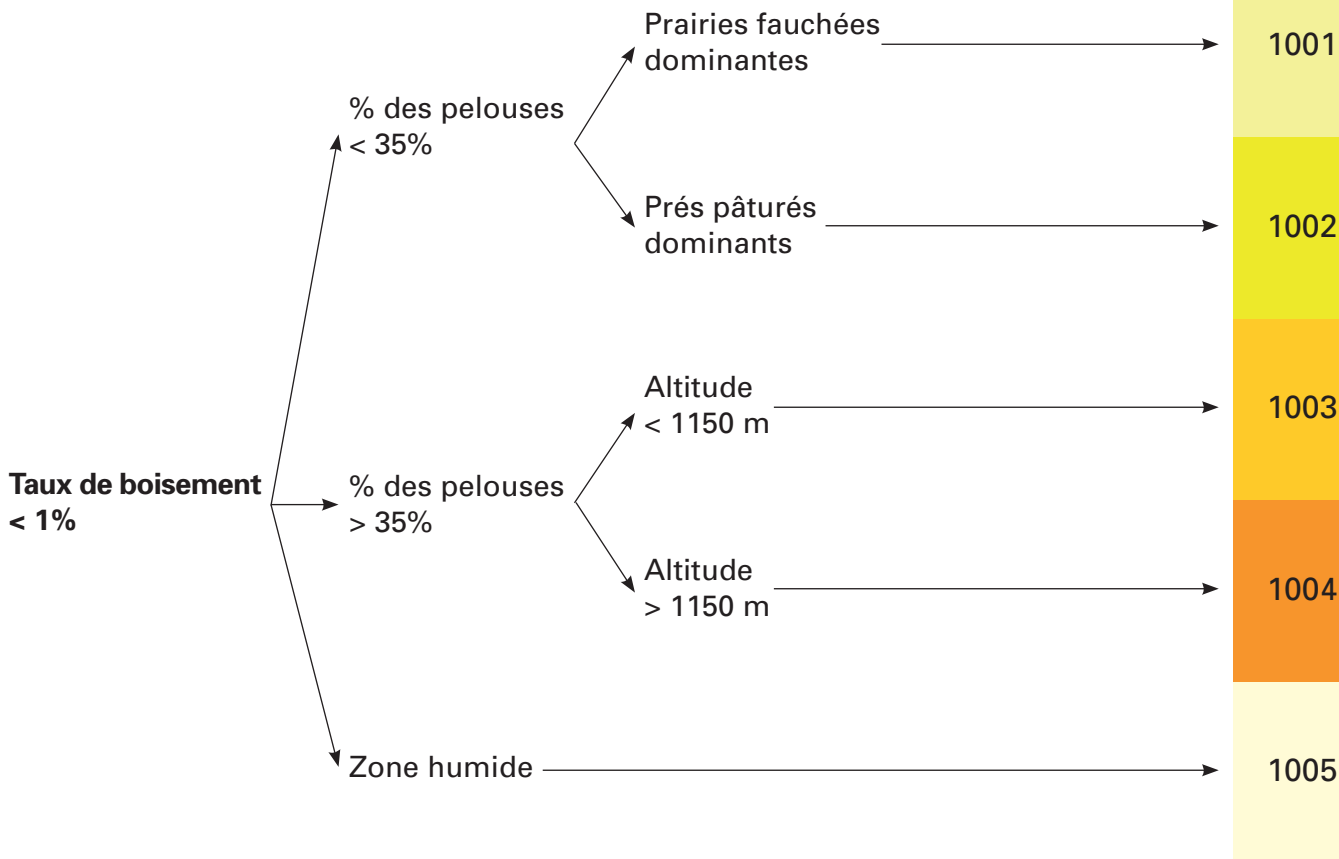 Prairies fauchées
dominantes
1001
% des pelouses
< 35%
Prés pâturés
dominants
1002
Altitude
< 1150 m
1003
Taux de boisement
< 1%
% des pelouses
> 35%
Altitude
> 1150 m
1004
Zone humide
1005